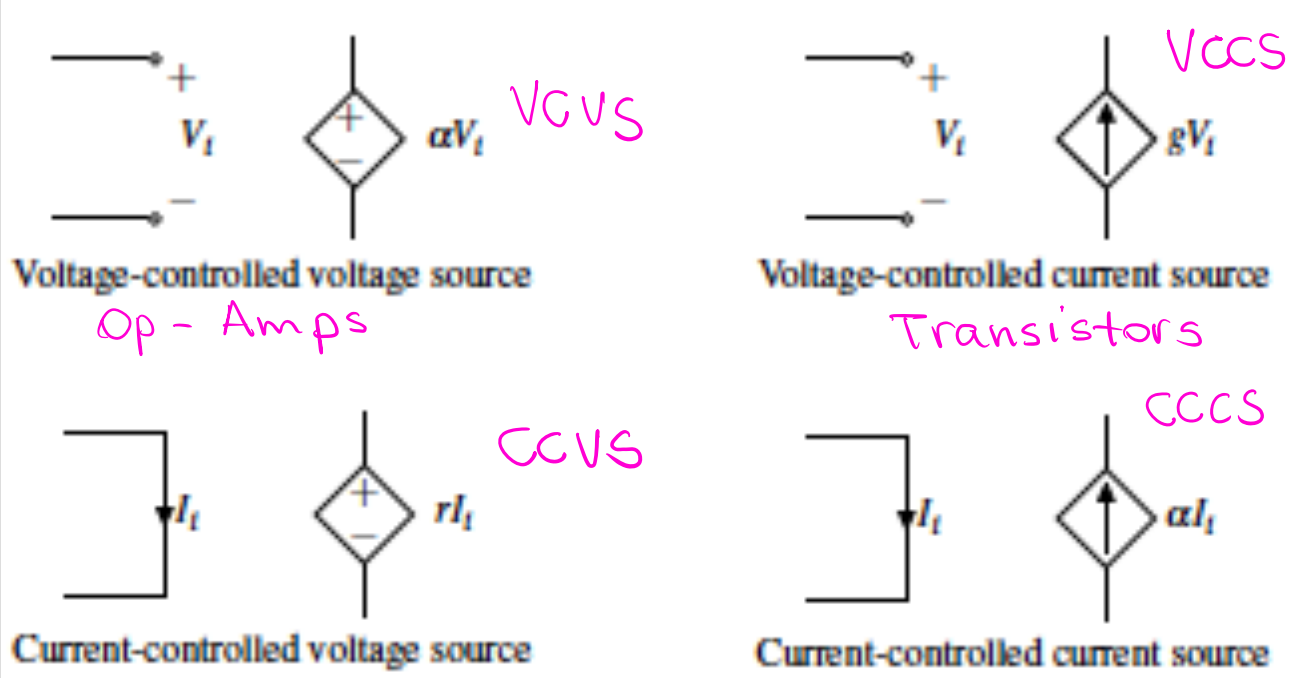 +
V_t
−
+
−
αV_t
VCVS
Voltage-controlled voltage source
Op - Amps
+
V_t
−
gV_t
VCCS
Voltage-controlled current source
Transistors
I_t
+
−
rI_t
CCVS
Current-controlled voltage source
I_t
αI_t
CCCS
Current-controlled current source